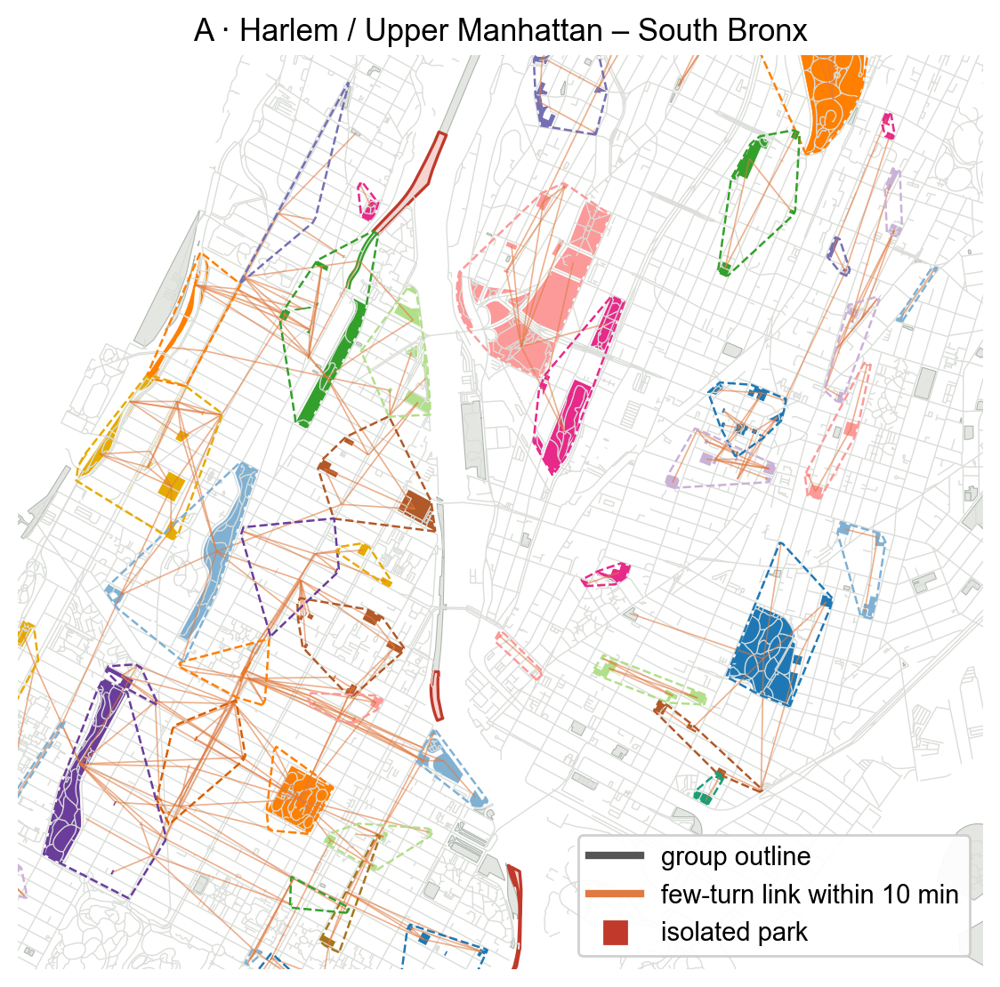 A · Harlem / Upper Manhattan – South Bronx
group outline
few-turn link within 10 min
isolated park